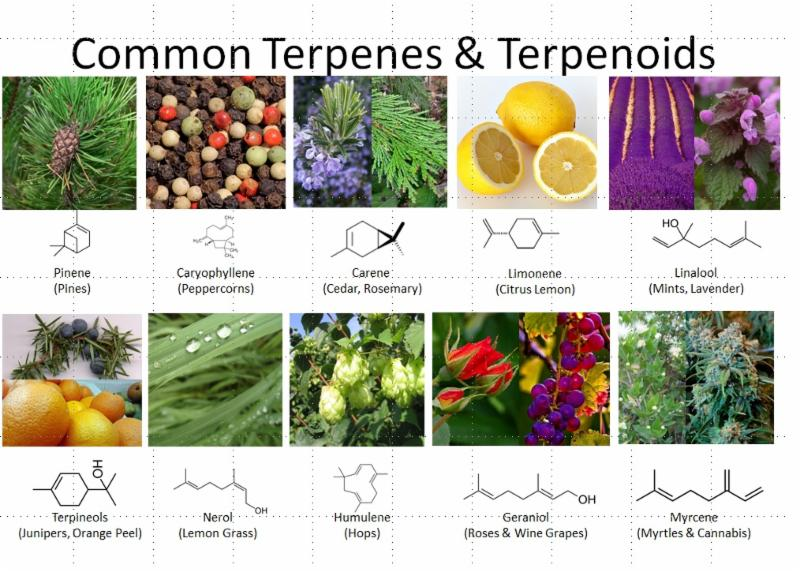 Common Terpenes & Terpenoids
Pinene
(Pines)
Caryophyllene
(Peppercorns)
Carene
(Cedar, Rosemary)
Limonene
(Citrus Lemon)
HO
Linalool
(Mints, Lavender)
OH
Terpineols
(Junipers, Orange Peel)
OH
Nerol
(Lemon Grass)
Humulene
(Hops)
OH
Geraniol
(Roses & Wine Grapes)
Myrcene
(Myrtles & Cannabis)